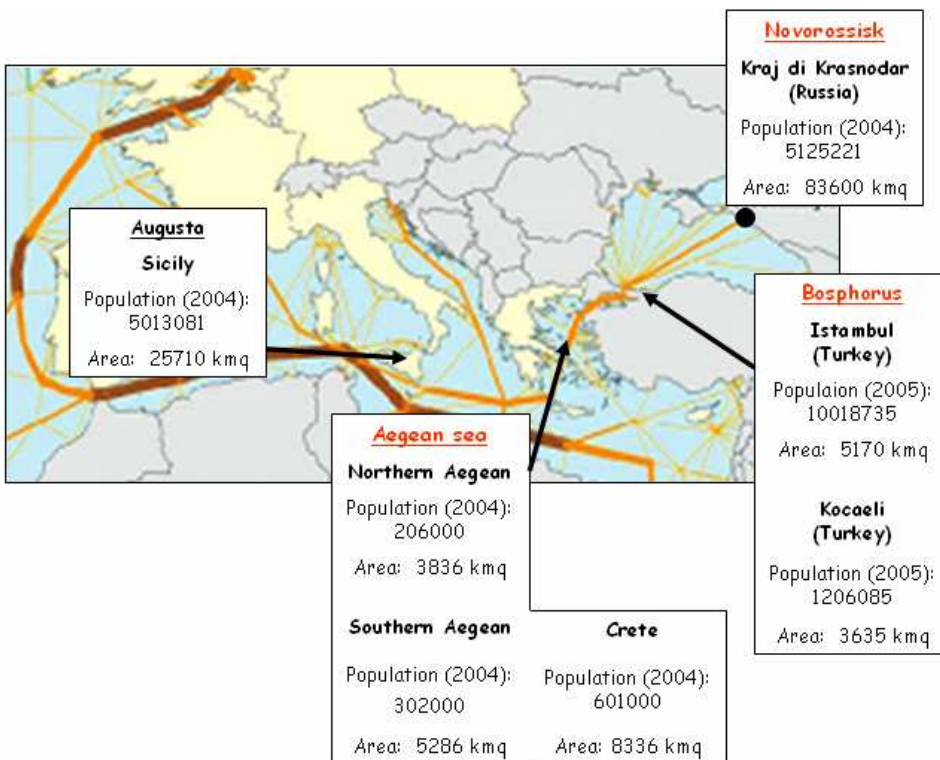 Novorossisk
Kraj di Krasnodar
(Russia)
Population (2004):
5125221
Area: 83600 kmq
Augusta
Sicily
Population (2004):
5013081
Area: 25710 kmq
Bosphorus
Istambul
(Turkey)
Populaion (2005):
10018735
Area: 5170 kmq
Kocaeli
(Turkey)
Population (2005):
1206085
Area: 3635 kmq
Aegean sea
Northern Aegean
Population (2004):
206000
Area: 3836 kmq
Southern Aegean
Population (2004):
302000
Area: 5286 kmq
Crete
Population (2004):
601000
Area: 8336 kmq